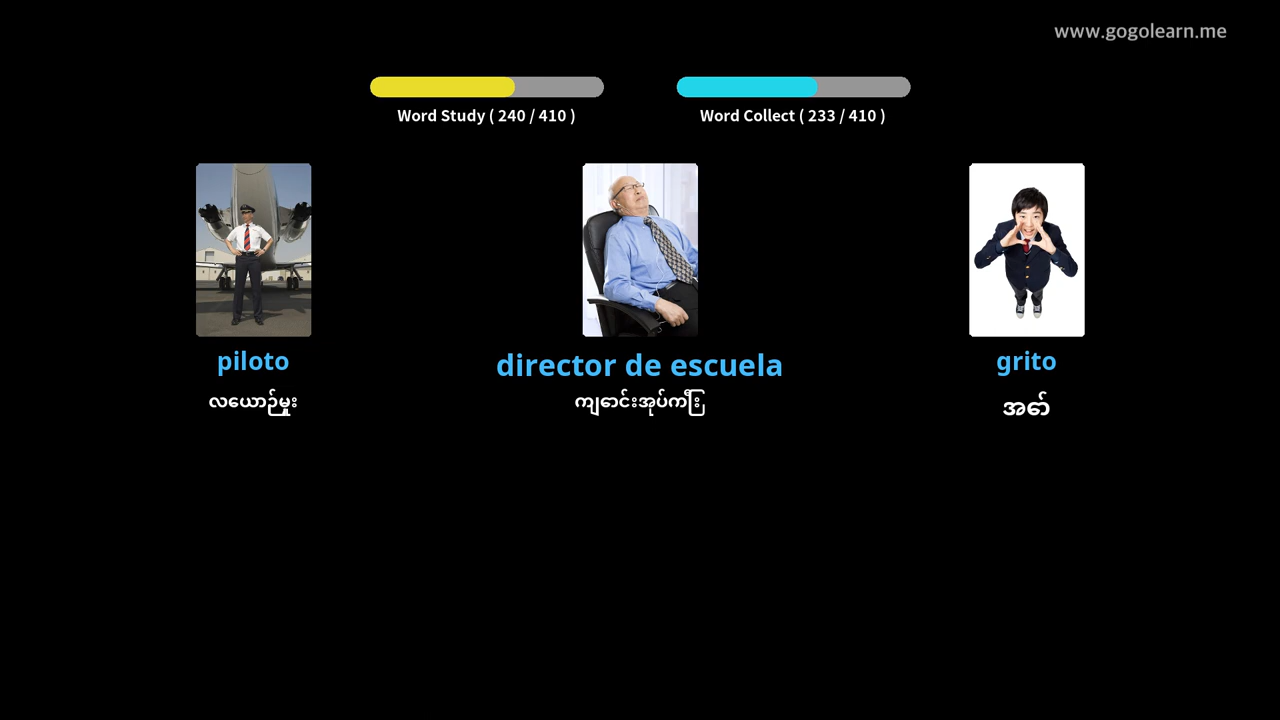 www.gogolearn.me
Word Study ( 240 / 410 )
Word Collect ( 233 / 410 )
piloto
director de escuela
grito
လယောဉ်မှူး
ကျောင်းအုပ်ကြီး
အော်